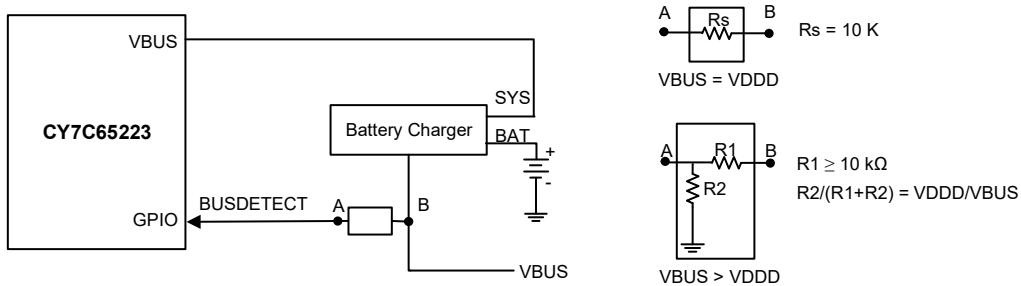 VBUS
CY7C65223
GPIO
BUSDETECT
A
B
Battery Charger
SYS
BAT
+
-
VBUS
A
Rs
B
Rs = 10 K
VBUS = VDDD
A
R1
B
R2
R1 ≥ 10 kΩ
R2/(R1+R2) = VDDD/VBUS
VBUS > VDDD